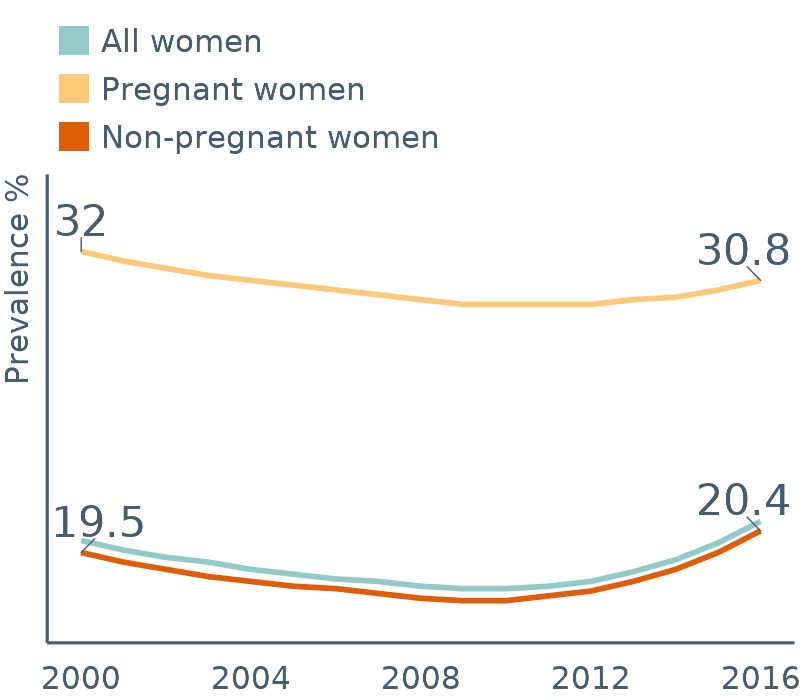 All women
Pregnant women
Non-pregnant women
Prevalence %
32
30.8
19.5
20.4
2000 2004 2008 2012 2016